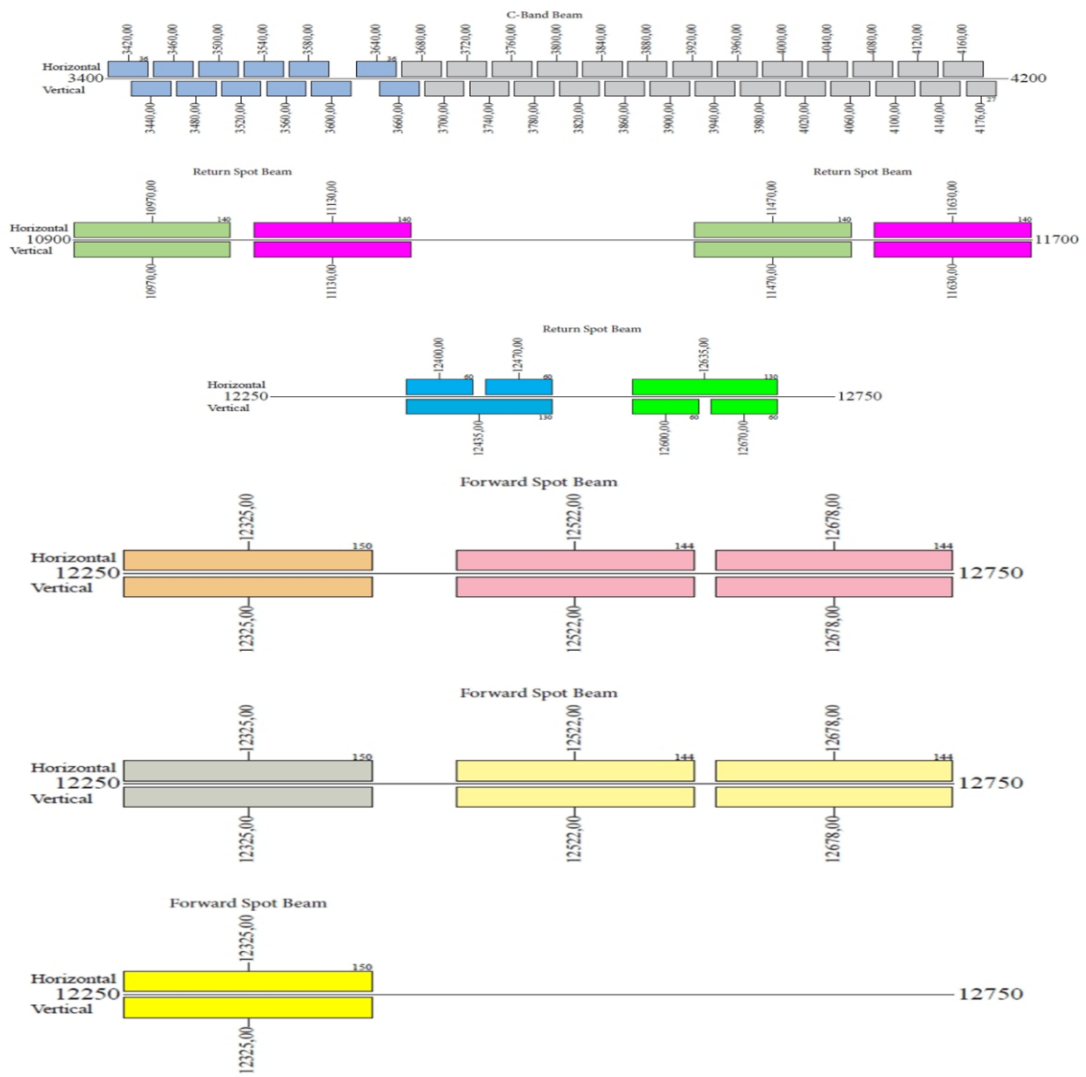 C-Band Beam
3420,00 3460,00 3500,00 3540,00 3580,00 3640,00 3680,00 3720,00 3760,00 3800,00 3840,00 3880,00 3920,00 3960,00 4000,00 4040,00 4080,00 4120,00 4160,00
Horizontal 36 36
3400 4200
Vertical
27
3440,00 3480,00 3520,00 3560,00 3600,00 3660,00 3700,00 3740,00 3780,00 3820,00 3860,00 3900,00 3940,00 3980,00 4020,00 4060,00 4100,00 4140,00 4176,00
Return Spot Beam Return Spot Beam
10970,00 11130,00 11470,00 11630,00
140 140 140 140
Horizontal
10900 11700
Vertical
10970,00 11130,00 11470,00 11630,00
Return Spot Beam
12400,00 12470,00 12635,00
Horizontal 60 60 130
12250 12750
Vertical
130 60 60
12435,00 12600,00 12670,00
Forward Spot Beam
12325,00 12522,00 12678,00
150 144 144
Horizontal
12250 12750
Vertical
12325,00 12522,00 12678,00
Forward Spot Beam
12325,00 12522,00 12678,00
150 144 144
Horizontal
12250 12750
Vertical
12325,00 12522,00 12678,00
Forward Spot Beam
12325,00
150
Horizontal
12250 12750
Vertical
12325,00